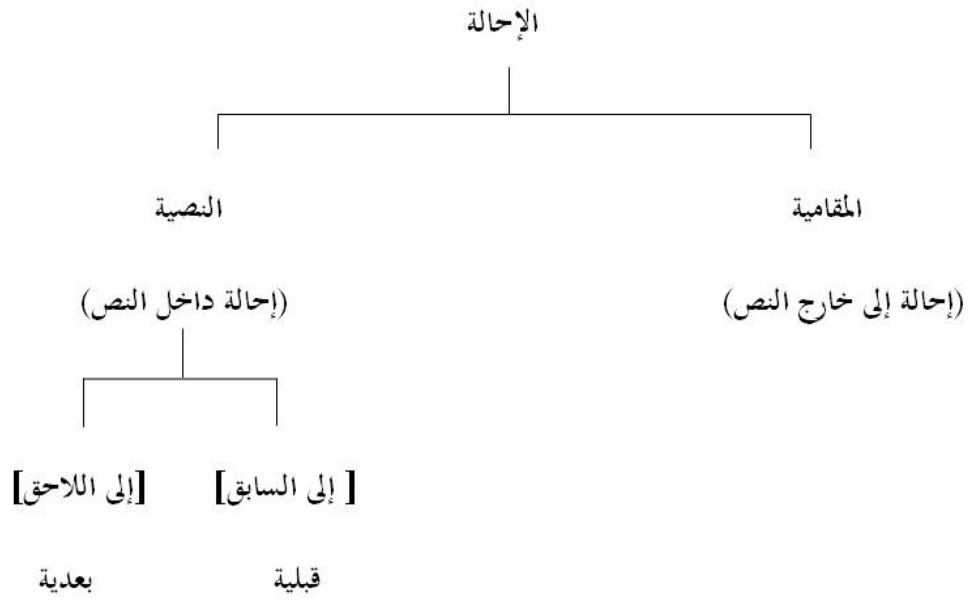 الإحالة
المقامية
النصية
(إحالة إلى خارج النص)
(إحالة داخل النص)
[ إلى السابق]
[إلى اللاحق]
قبلية
بعدية